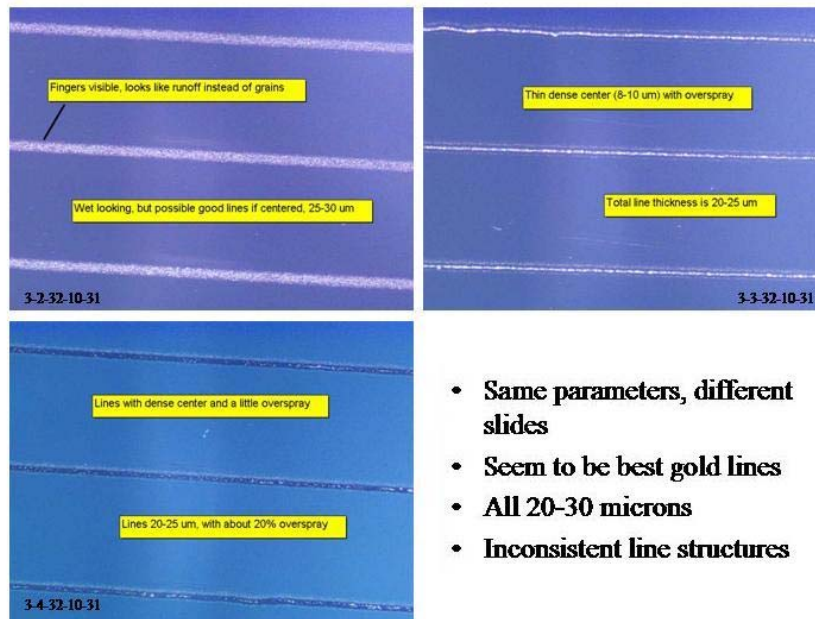 Fingers visible, looks like runoff instead of grains
Wet looking, but possible good lines if centered, 25-30 um
3-2-32-10-31
Thin dense center (8-10 um) with overspray
Total line thickness is 20-25 um
3-3-32-10-31
Lines with dense center and a little overspray
Lines 20-25 um, with about 20% overspray
3-4-32-10-31
• Same parameters, different
slides
• Seem to be best gold lines
• All 20-30 microns
• Inconsistent line structures